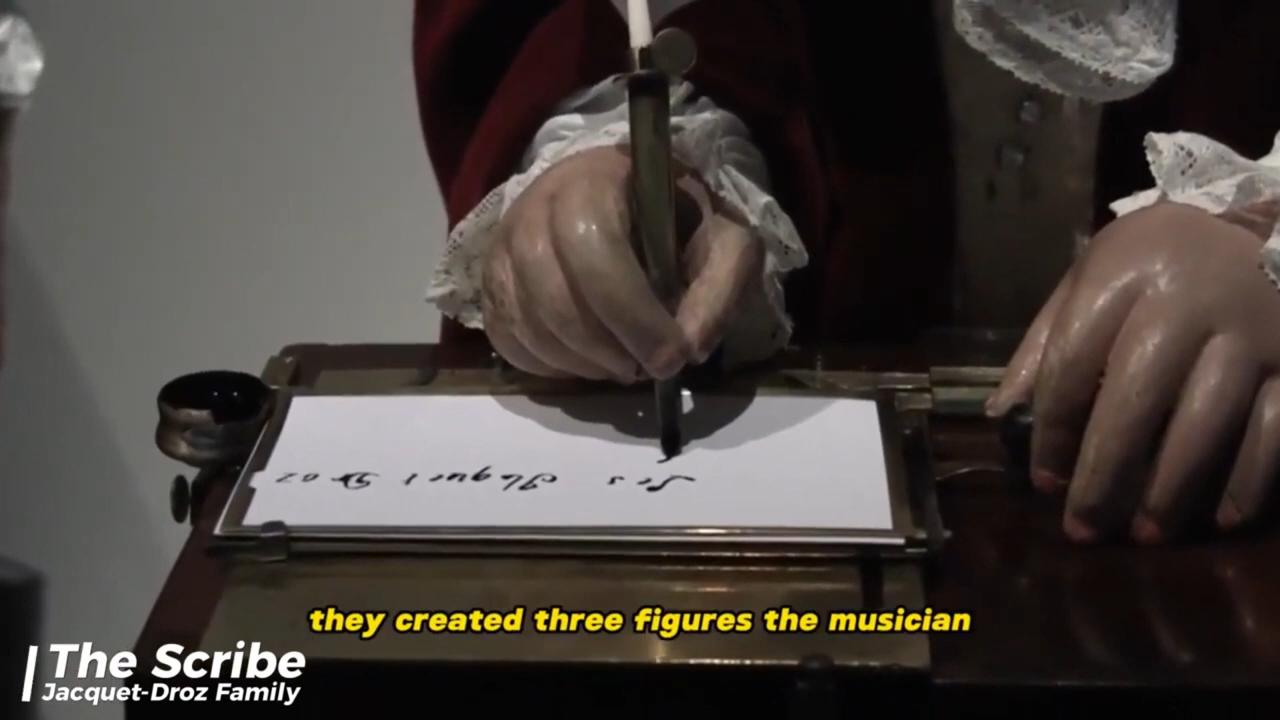 Les Jaquet Droz
they created three figures the musician
The Scribe
Jacquet-Droz Family